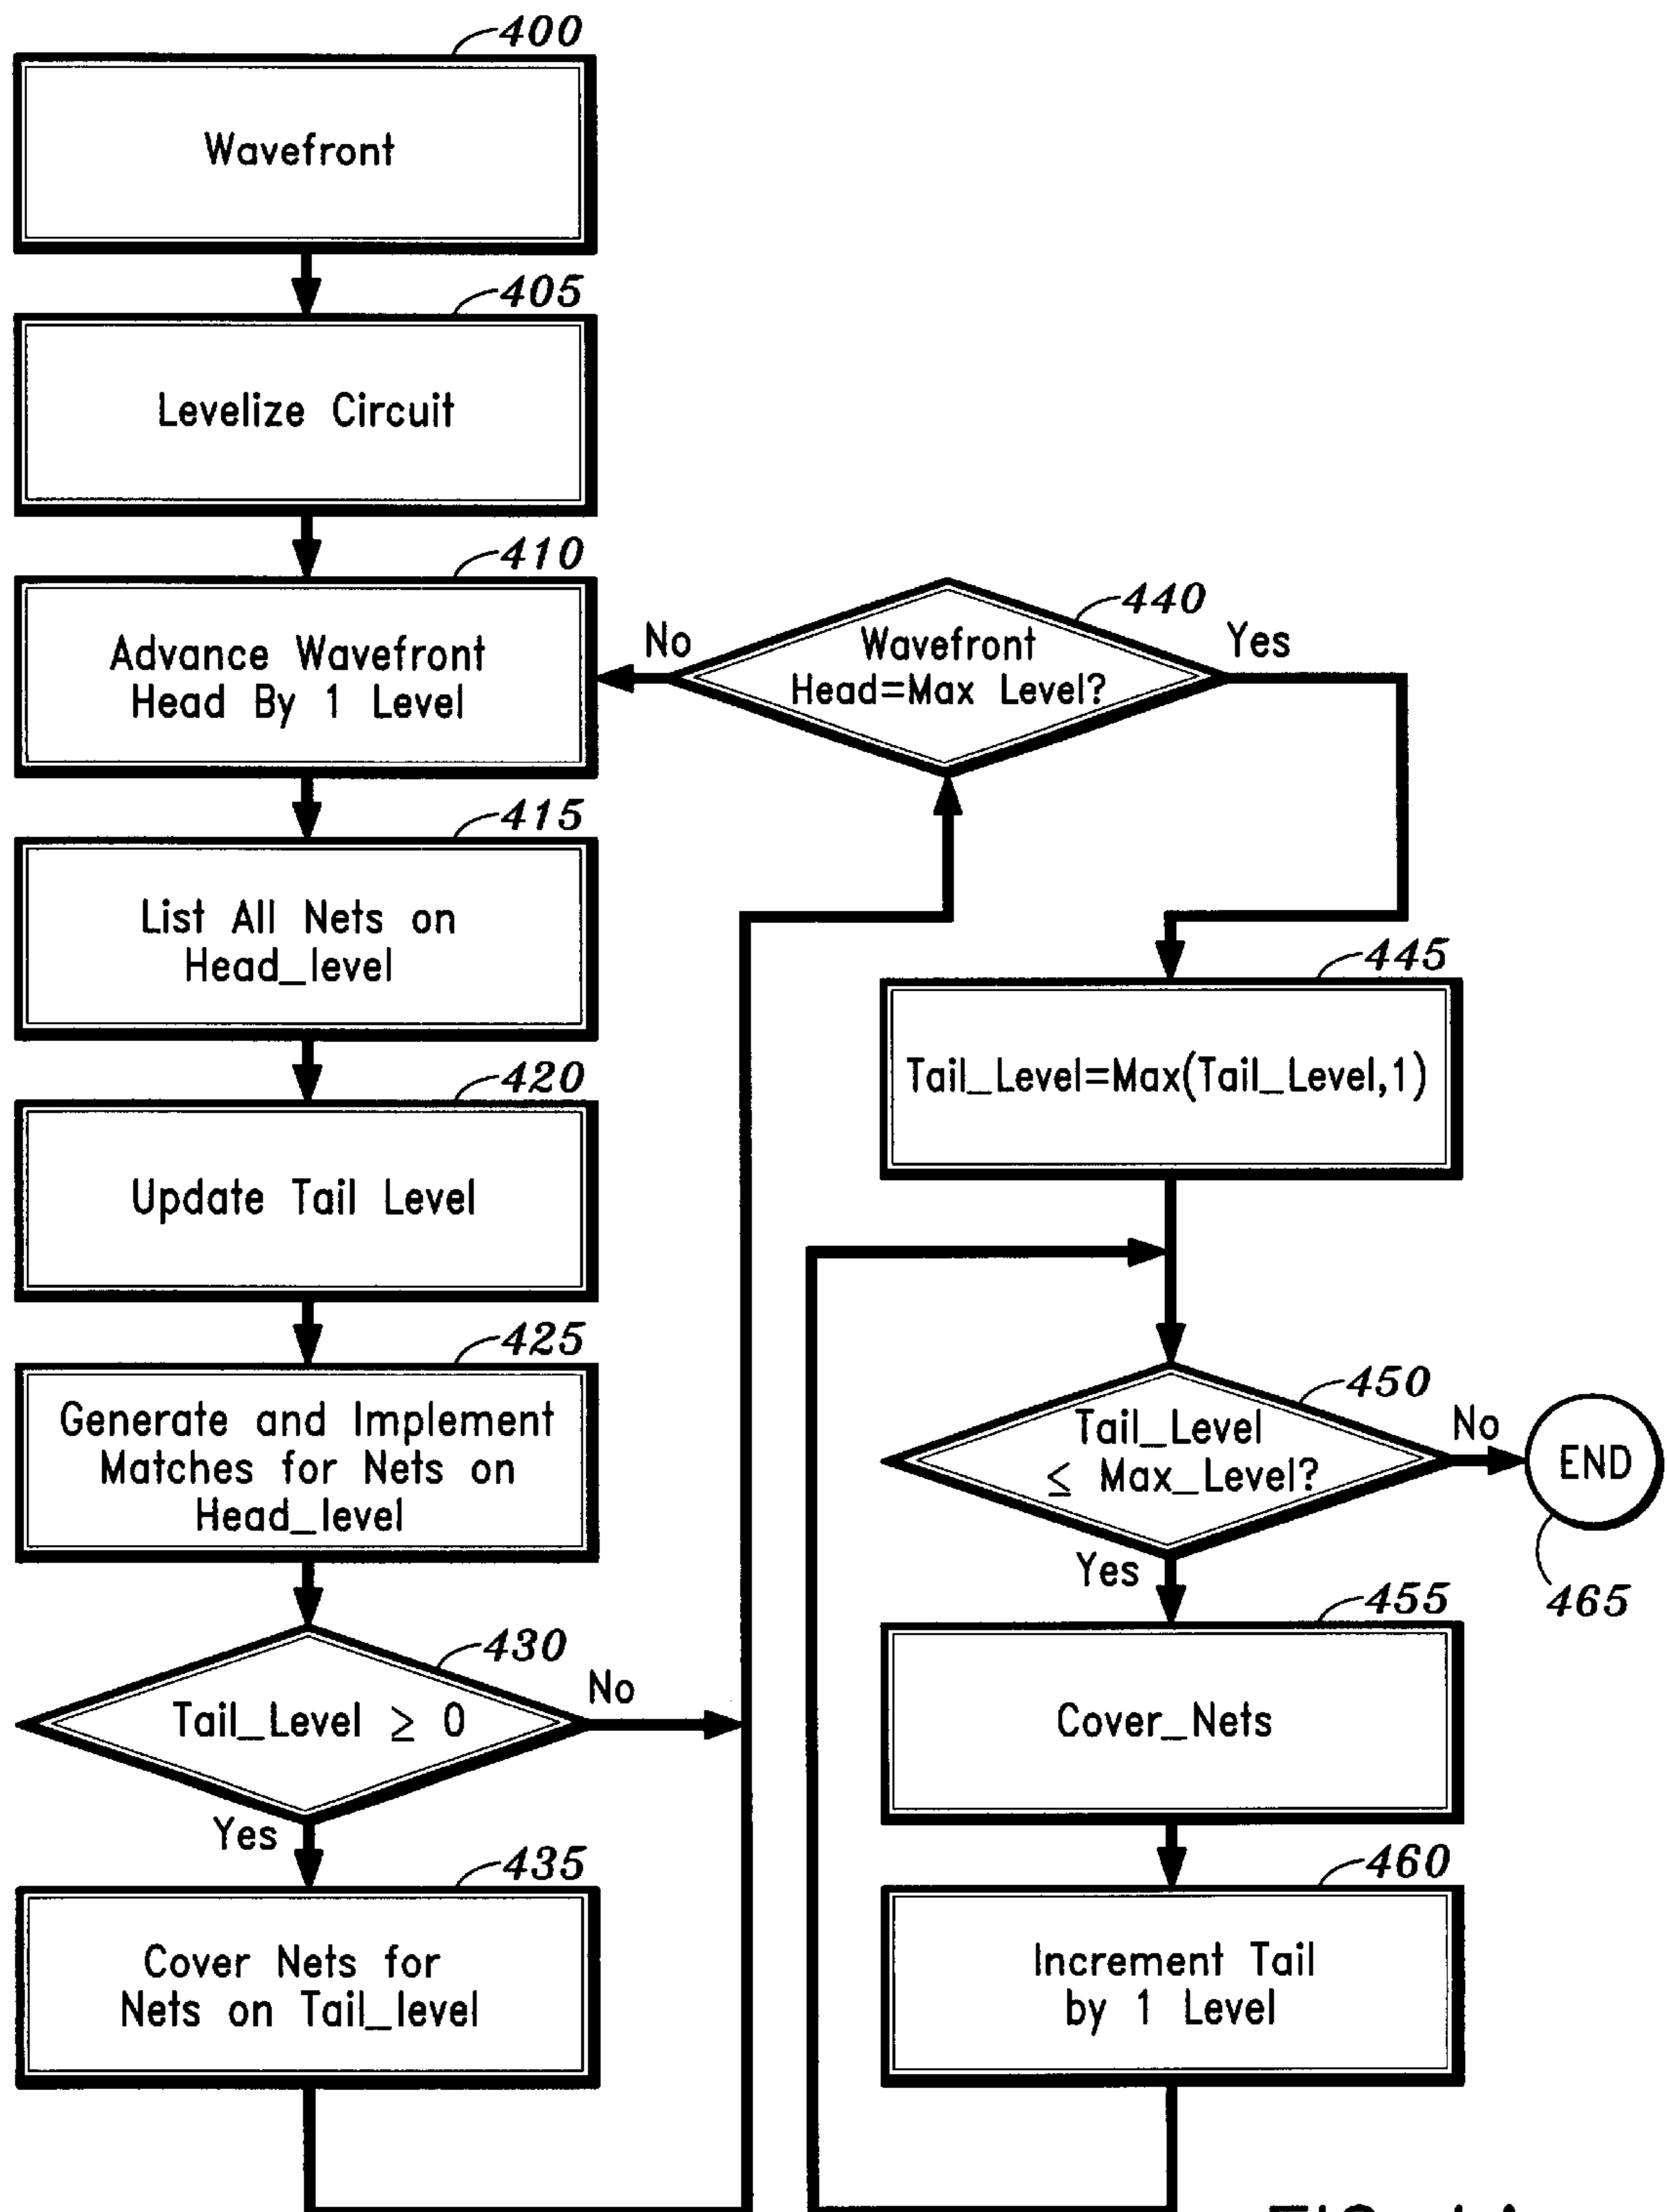 400
Wavefront
405
Levelize Circuit
410
Advance Wavefront
Head By 1 Level
415
List All Nets on
Head_level
420
Update Tail Level
425
Generate and Implement
Matches for Nets on
Head_level
430
Tail_Level ≥ 0
No
Yes
435
Cover Nets for
Nets on Tail_level
440
Wavefront
Head=Max Level?
No
Yes
445
Tail_Level=Max(Tail_Level,1)
450
Tail_Level
≤ Max_Level?
No
END
465
Yes
455
Cover_Nets
460
Increment Tail
by 1 Level